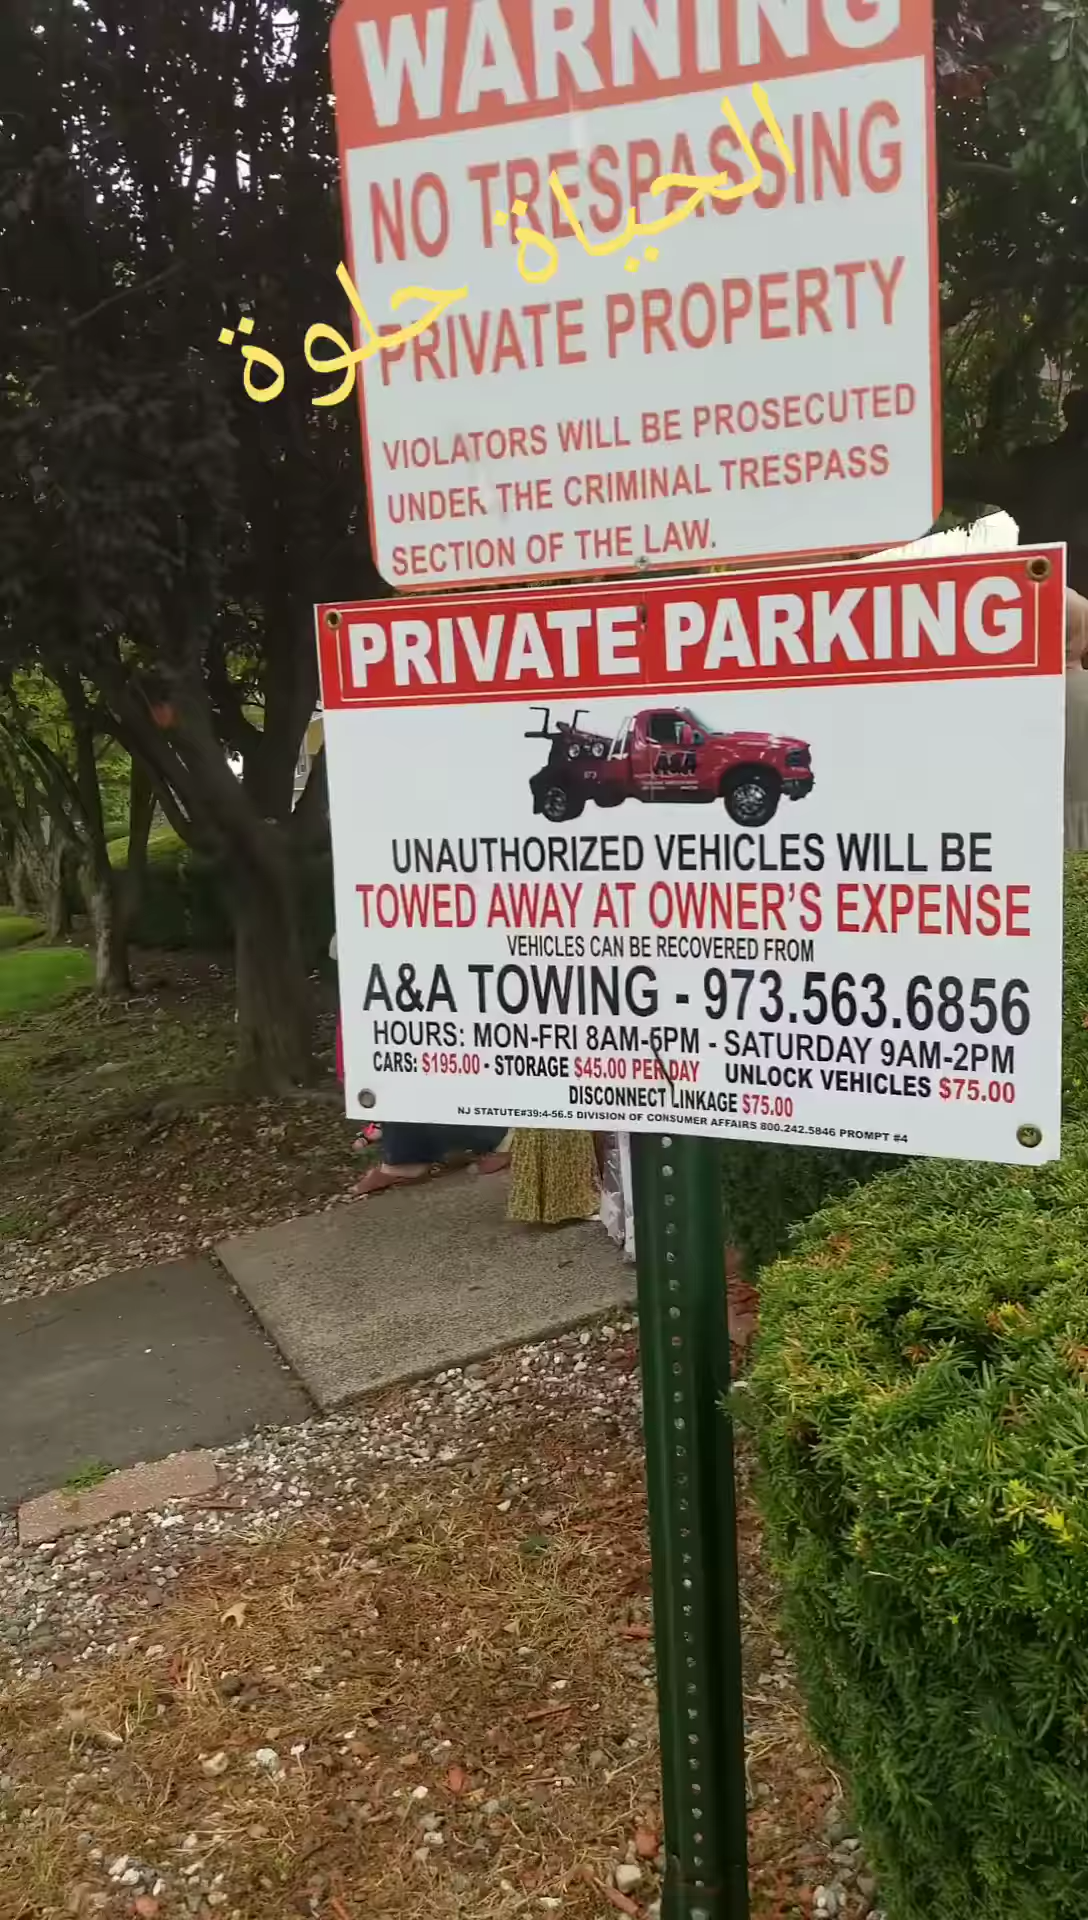 WARNING
NO TRESPASSING
PRIVATE PROPERTY
VIOLATORS WILL BE PROSECUTED
UNDER THE CRIMINAL TRESPASS
SECTION OF THE LAW.
الحياة حلوة
PRIVATE PARKING
A&A
UNAUTHORIZED VEHICLES WILL BE
TOWED AWAY AT OWNER'S EXPENSE
VEHICLES CAN BE RECOVERED FROM
A&A TOWING - 973.563.6856
HOURS: MON-FRI 8AM-6PM - SATURDAY 9AM-2PM
CARS: $195.00 - STORAGE $45.00 PER DAY UNLOCK VEHICLES $75.00
DISCONNECT LINKAGE $75.00
NJ STATUTE#39:4-56.5 DIVISION OF CONSUMER AFFAIRS 800.242.5846 PROMPT #4